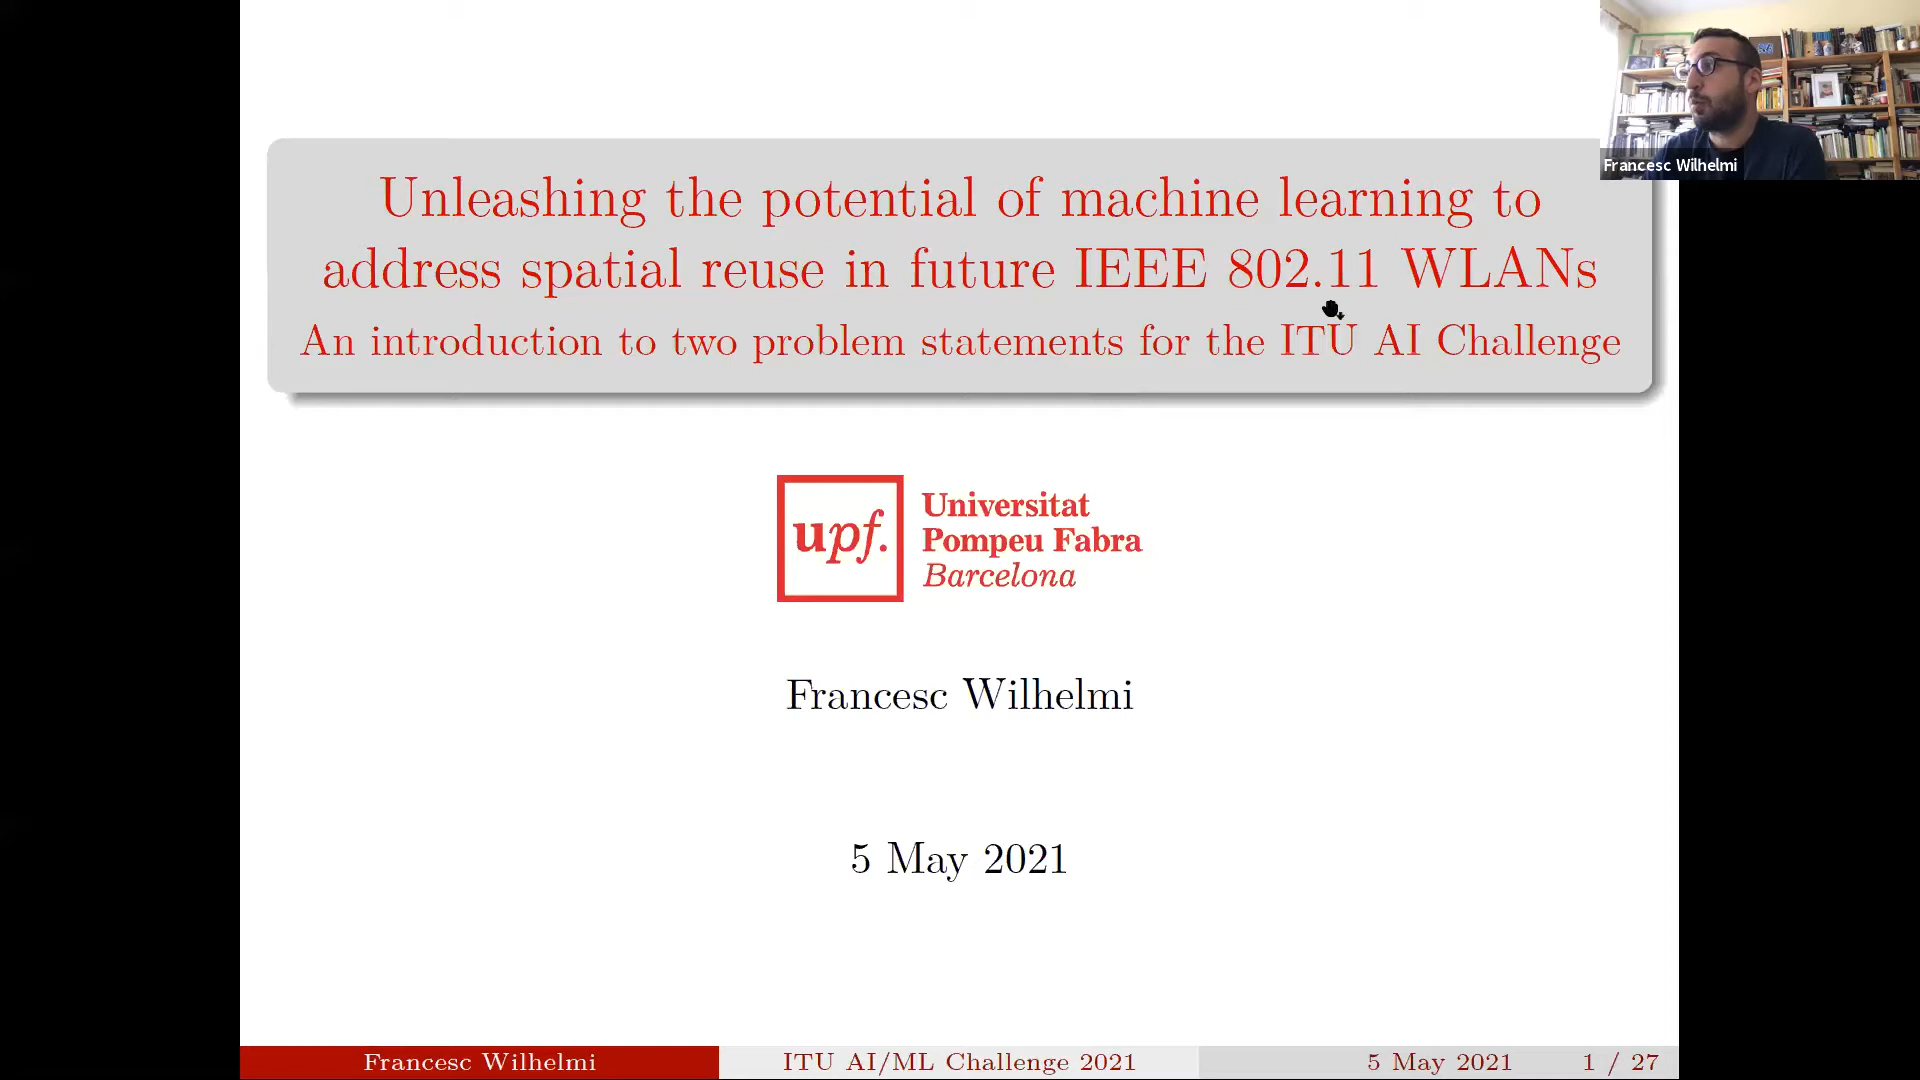 Francesc Wilhelmi
Unleashing the potential of machine learning to
address spatial reuse in future IEEE 802.11 WLANs
An introduction to two problem statements for the ITU AI Challenge
upf.
Universitat
Pompeu Fabra
Barcelona
Francesc Wilhelmi
5 May 2021
Francesc Wilhelmi ITU AI/ML Challenge 2021 5 May 2021 1 / 27